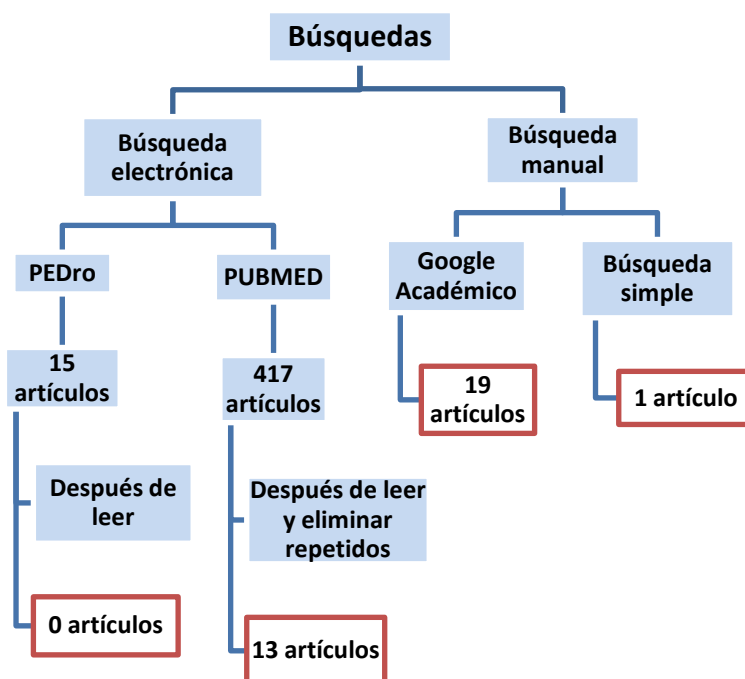 Búsquedas
Búsqueda
electrónica
Búsqueda
manual
PEDro
PUBMED
Google
Académico
Búsqueda
simple
15
artículos
417
artículos
19
artículos
1 artículo
Después de
leer
Después de leer
y eliminar
repetidos
0 artículos
13 artículos